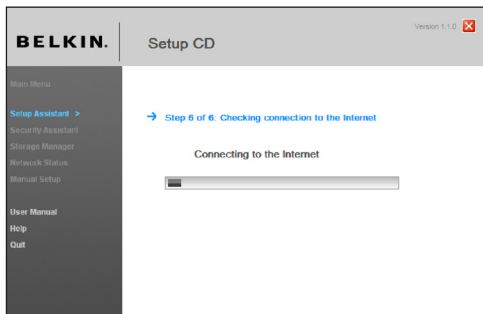 Version 1.1.0
BELKIN.
Setup CD
Main Menu
Setup Assistant >
Security Assistant
Storage Manager
Network Status
Manual Setup
User Manual
Help
Quit
Step 6 of 6: Checking connection to the Internet
Connecting to the Internet